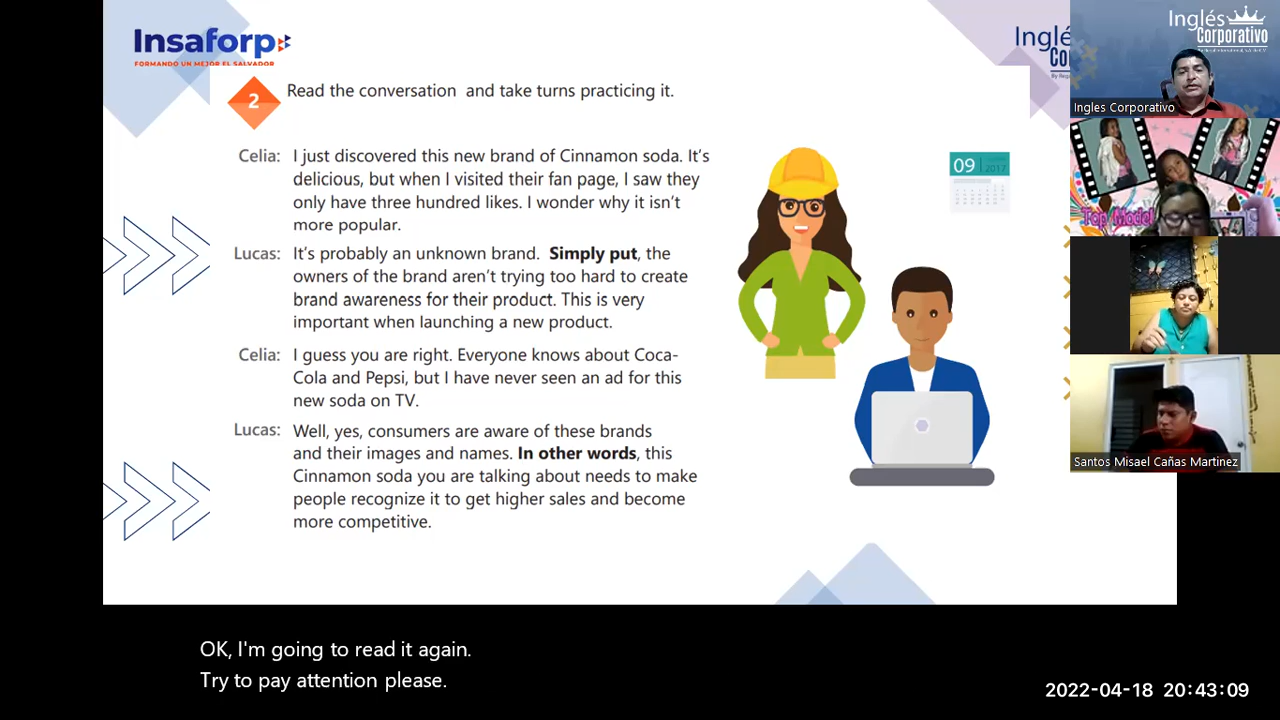 Insaforp
FORMANDO UN MEJOR EL SALVADOR
Inglé
Co
By Re
Inglés
Corporativo
Ingles Corporativo
2
Read the conversation and take turns practicing it.
Celia: I just discovered this new brand of Cinnamon soda. It's
delicious, but when I visited their fan page, I saw they
only have three hundred likes. I wonder why it isn't
more popular.
Lucas: It's probably an unknown brand. Simply put, the
owners of the brand aren't trying too hard to create
brand awareness for their product. This is very
important when launching a new product.
Celia: I guess you are right. Everyone knows about Coca-
Cola and Pepsi, but I have never seen an ad for this
new soda on TV.
Lucas: Well, yes, consumers are aware of these brands
and their images and names. In other words, this
Cinnamon soda you are talking about needs to make
people recognize it to get higher sales and become
more competitive.
09
2017
Top Model
Santos Misael Cañas Martinez
OK, I'm going to read it again.
Try to pay attention please.
2022-04-18 20:43:09